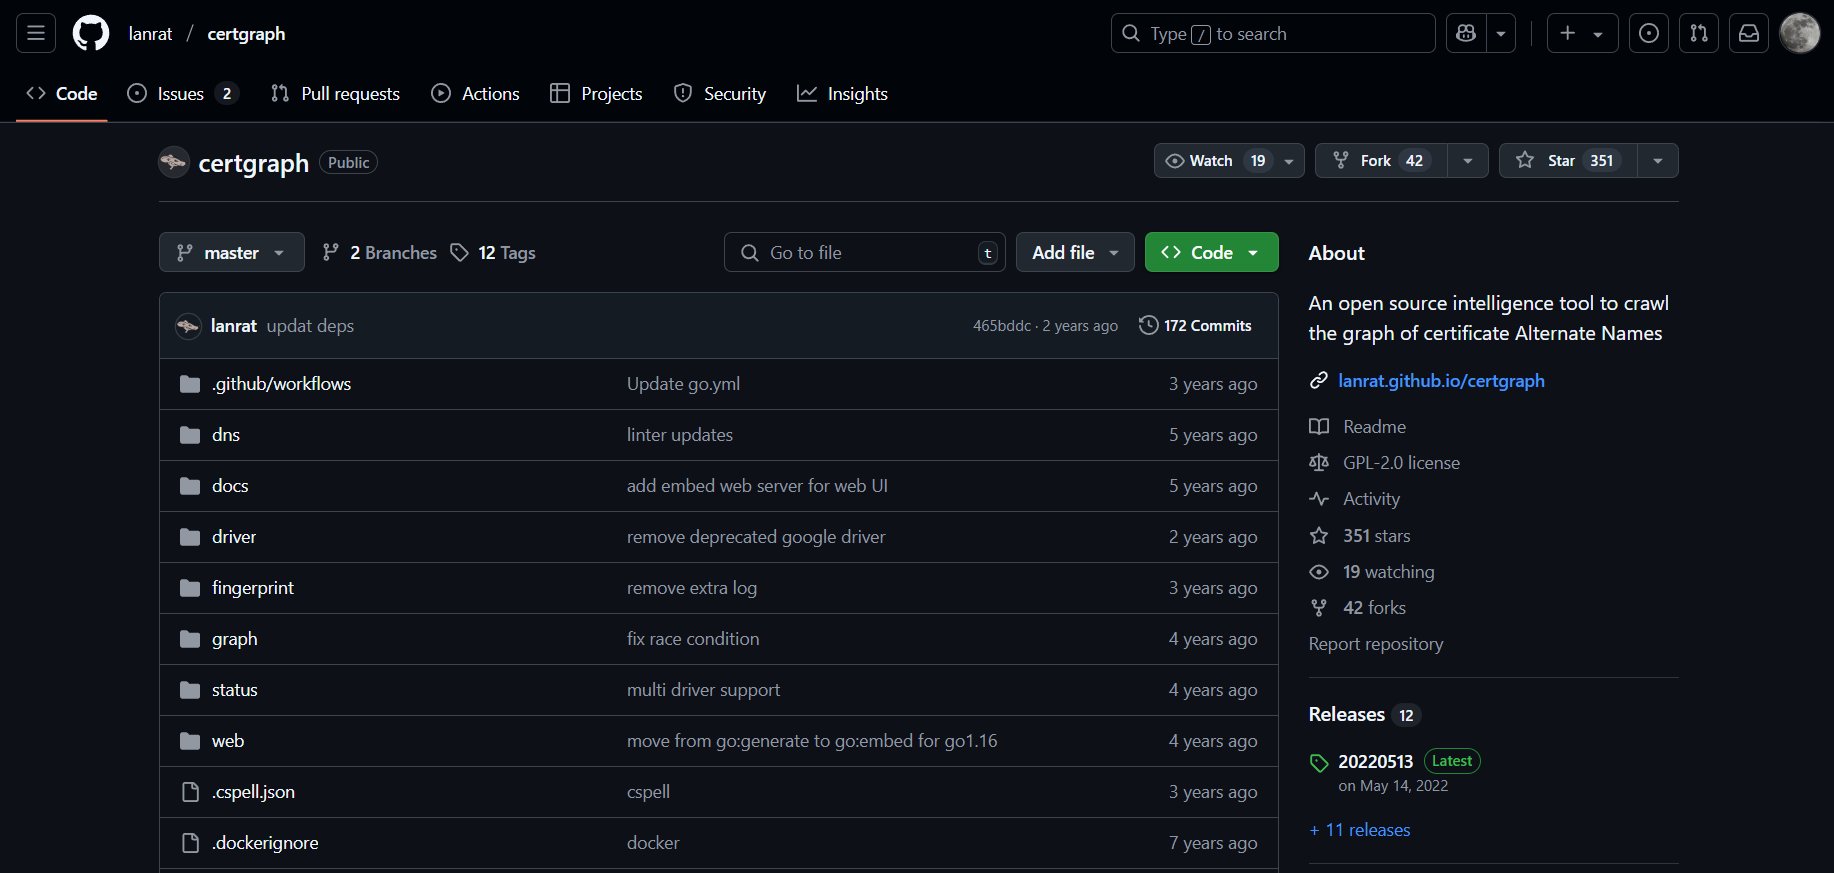 lanrat / certgraph
Type / to search
Code
Issues 2
Pull requests
Actions
Projects
Security
Insights
certgraph Public
Watch 19
Fork 42
Star 351
master
2 Branches
12 Tags
Go to file t
Add file
Code
lanrat updat deps
465bddc · 2 years ago
172 Commits
.github/workflows Update go.yml 3 years ago
dns linter updates 5 years ago
docs add embed web server for web UI 5 years ago
driver remove deprecated google driver 2 years ago
fingerprint remove extra log 3 years ago
graph fix race condition 4 years ago
status multi driver support 4 years ago
web move from go:generate to go:embed for go1.16 4 years ago
.cspell.json cspell 3 years ago
.dockerignore docker 7 years ago
About
An open source intelligence tool to crawl
the graph of certificate Alternate Names
lanrat.github.io/certgraph
Readme
GPL-2.0 license
Activity
351 stars
19 watching
42 forks
Report repository
Releases 12
20220513 Latest
on May 14, 2022
+ 11 releases